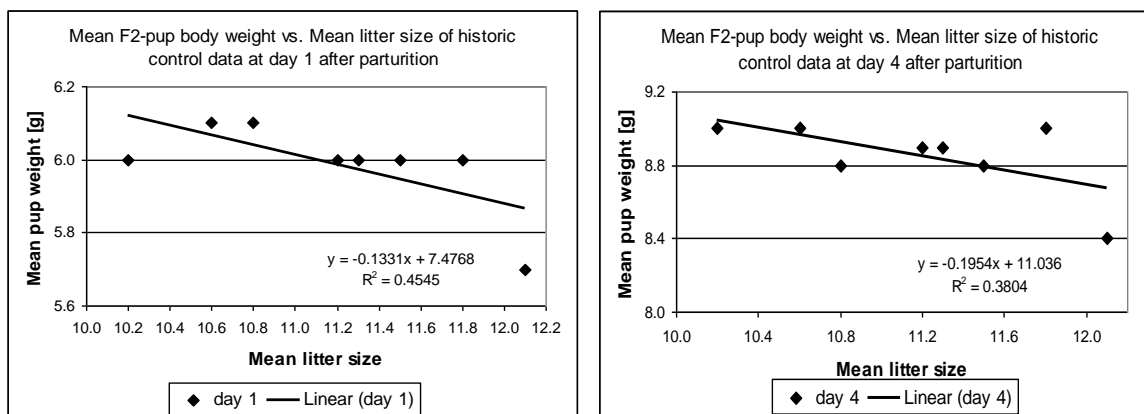 Mean F2-pup body weight vs. Mean litter size of historic
control data at day 1 after parturition
Mean pup weight [g]
6.2
6.0
5.8
5.6
y = -0.1331x + 7.4768
R² = 0.4545
10.0 10.2 10.4 10.6 10.8 11.0 11.2 11.4 11.6 11.8 12.0 12.2
Mean litter size
day 1 Linear (day 1)
Mean F2-pup body weight vs. Mean litter size of historic
control data at day 4 after parturition
Mean pup weight [g]
9.2
8.8
8.4
8.0
y = -0.1954x + 11.036
R² = 0.3804
10.0 10.4 10.8 11.2 11.6 12.0
Mean litter size
day 4 Linear (day 4)